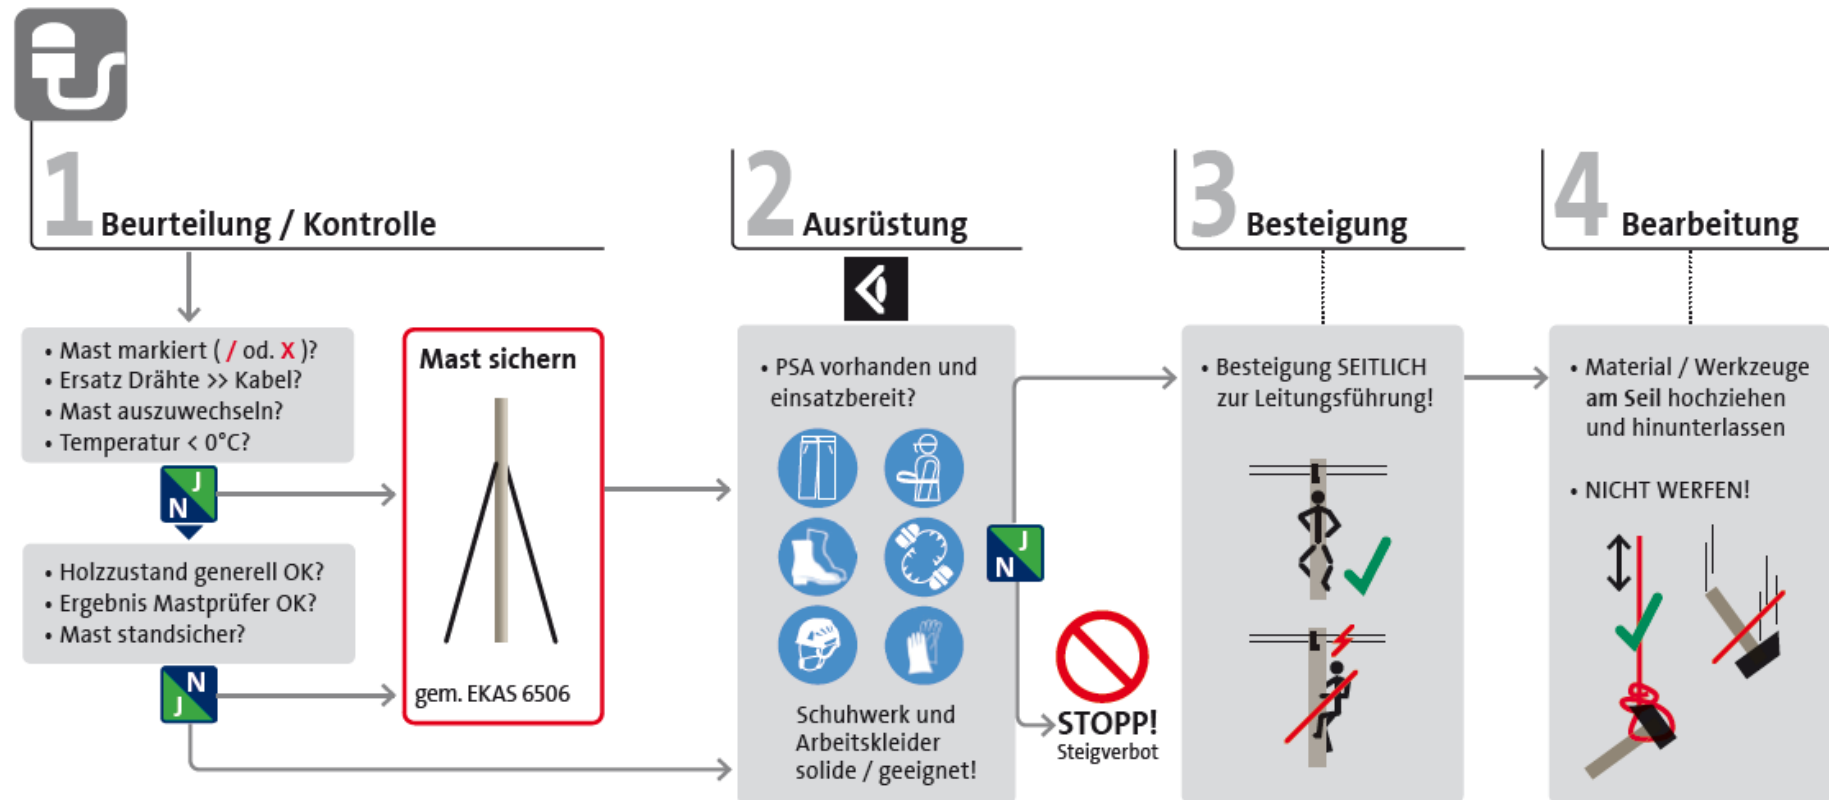 1 Beurteilung / Kontrolle
• Mast markiert ( / od. X )?
• Ersatz Drähte >> Kabel?
• Mast auszuwechseln?
• Temperatur < 0°C?
J
N
• Holzzustand generell OK?
• Ergebnis Mastprüfer OK?
• Mast standsicher?
N
J
Mast sichern
gem. EKAS 6506
2 Ausrüstung
• PSA vorhanden und
einsatzbereit?
Schuhwerk und
Arbeitskleider
solide / geeignet!
J
N
STOPP!
Steigverbot
3 Besteigung
• Besteigung SEITLICH
zur Leitungsführung!
4 Bearbeitung
• Material / Werkzeuge
am Seil hochziehen
und hinunterlassen
• NICHT WERFEN!